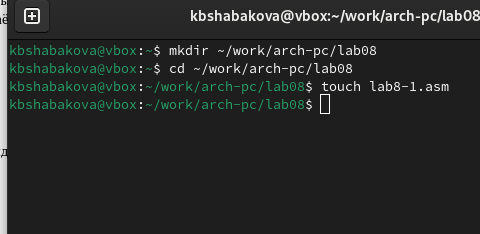 kbshabakova@vbox:~/work/arch-pc/lab08
kbshabakova@vbox:~$ mkdir ~/work/arch-pc/lab08
kbshabakova@vbox:~$ cd ~/work/arch-pc/lab08
kbshabakova@vbox:~/work/arch-pc/lab08$ touch lab8-1.asm
kbshabakova@vbox:~/work/arch-pc/lab08$